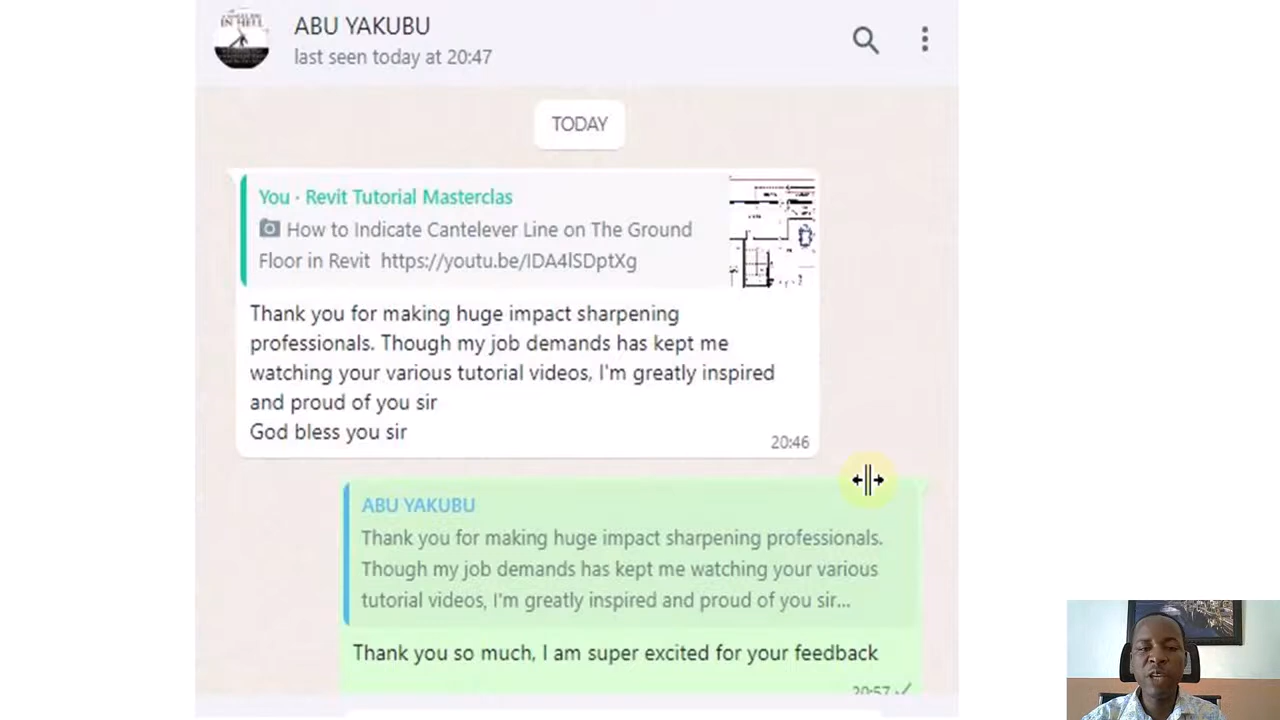 IN HELL
ABU YAKUBU
last seen today at 20:47
TODAY
You · Revit Tutorial Masterclas
How to Indicate Cantelever Line on The Ground
Floor in Revit https://youtu.be/IDA4lSDptXg
Thank you for making huge impact sharpening
professionals. Though my job demands has kept me
watching your various tutorial videos, I'm greatly inspired
and proud of you sir
God bless you sir
20:46
ABU YAKUBU
Thank you for making huge impact sharpening professionals.
Though my job demands has kept me watching your various
tutorial videos, I'm greatly inspired and proud of you sir...
Thank you so much, I am super excited for your feedback
20:57